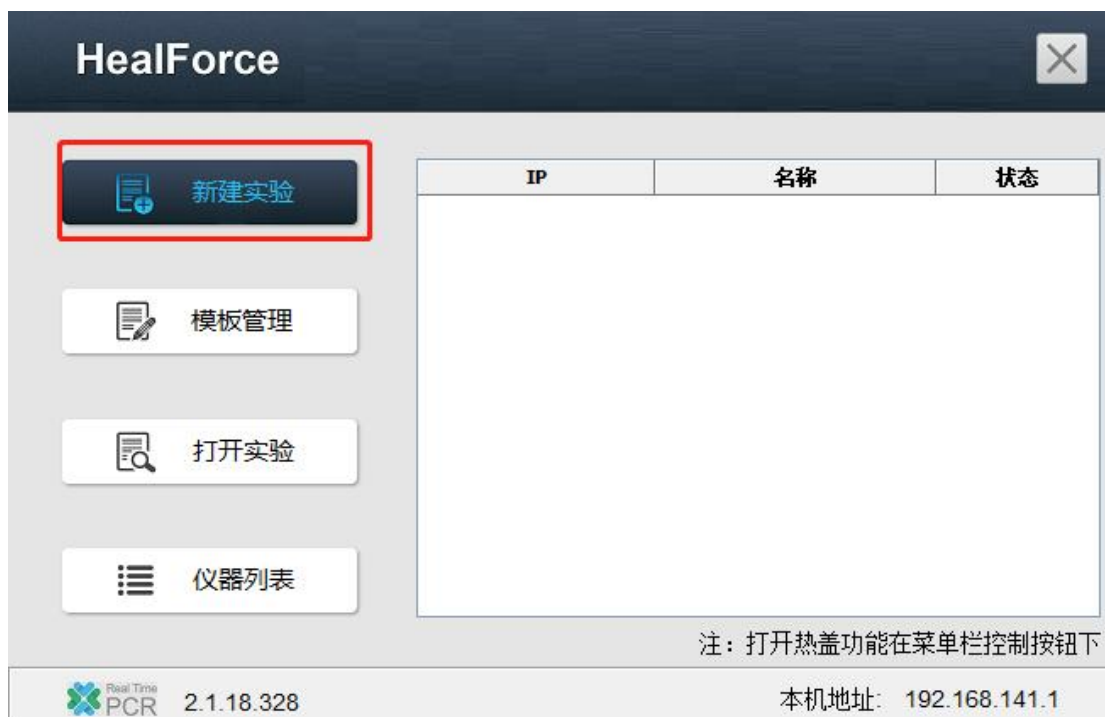 HealForce
新建实验
IP 名称 状态
模板管理
打开实验
仪器列表
注：打开热盖功能在菜单栏控制按钮下
Real Time
PCR 2.1.18.328
本机地址: 192.168.141.1